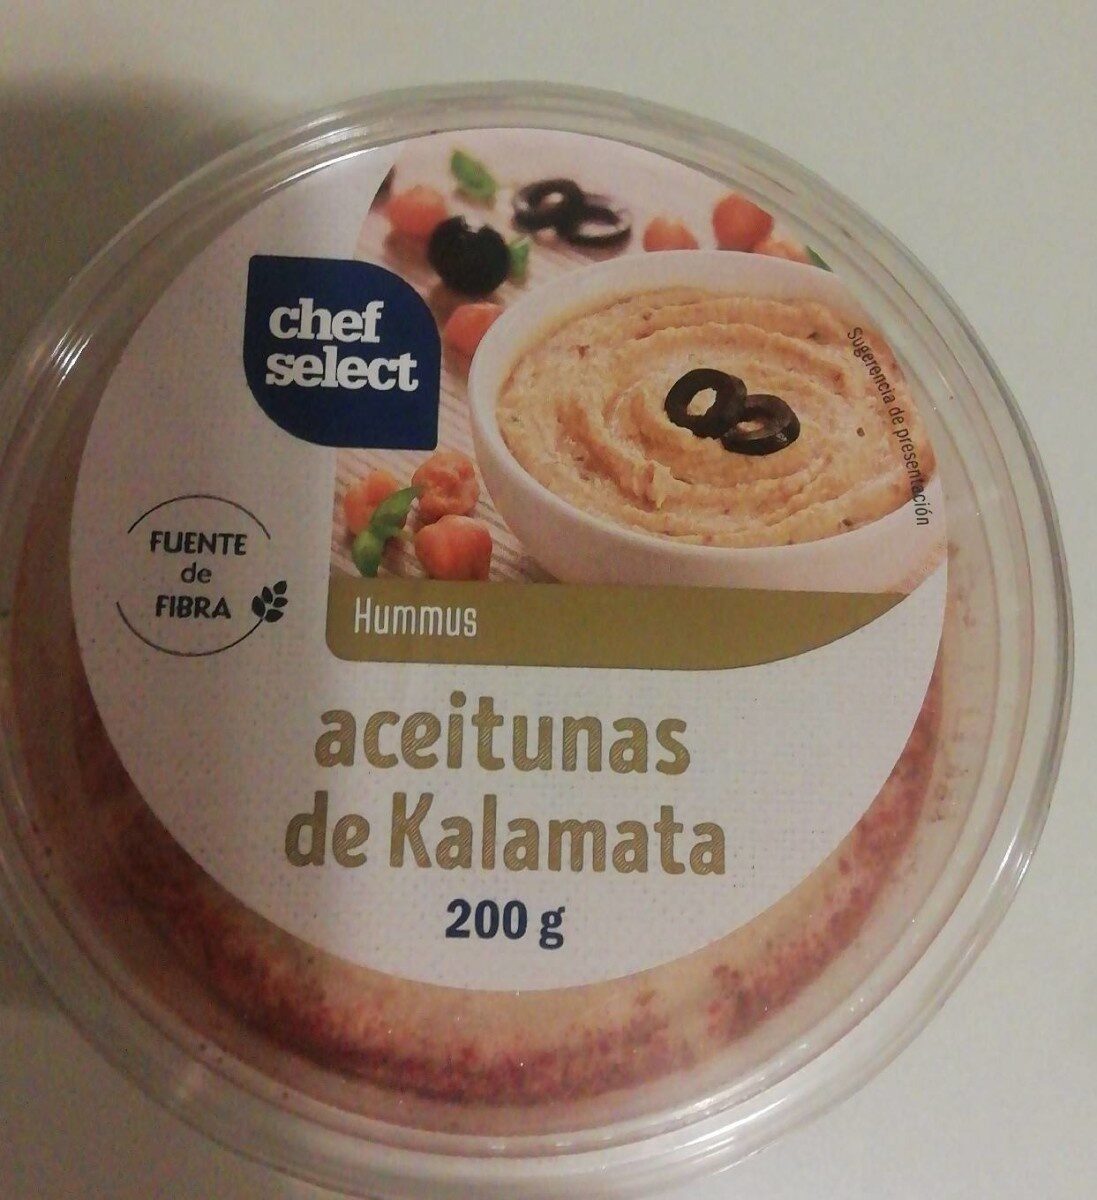 chef
select
Sugerencia de presentación
FUENTE
de
FIBRA
Hummus
aceitunas
de Kalamata
200 g